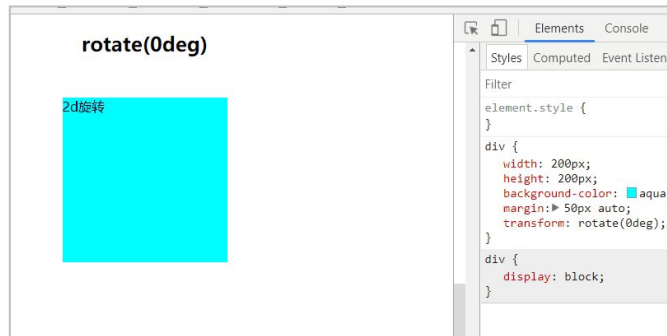 rotate(0deg)
2d旋转
Elements Console
Styles Computed Event Listen
Filter
element.style {
}
div {
width: 200px;
height: 200px;
background-color: aqua
margin: 50px auto;
transform: rotate(0deg);
}
div {
display: block;
}